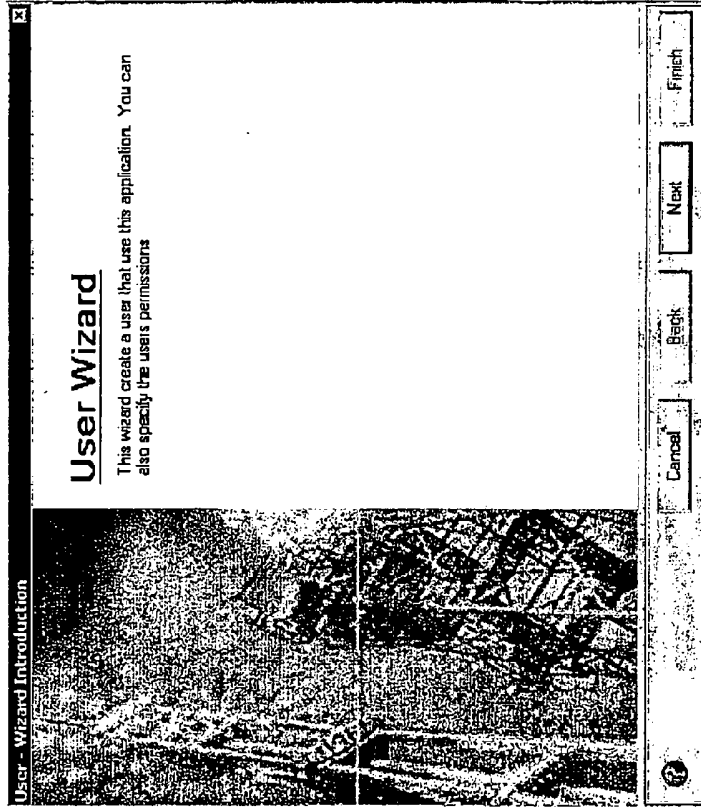 User - Wizard Introduction
User Wizard
This wizard create a user that use this application. You can
also specify the users permissions
Cancel
Back
Next
Finish